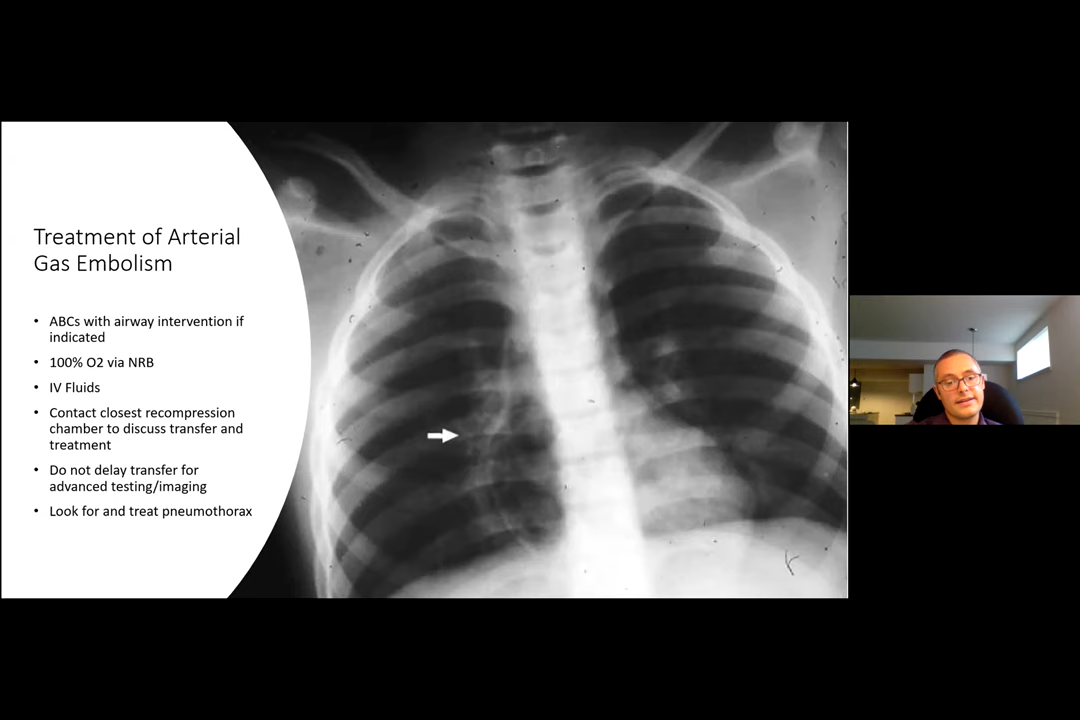 Treatment of Arterial
Gas Embolism
• ABCs with airway intervention if
indicated
• 100% O2 via NRB
• IV Fluids
• Contact closest recompression
chamber to discuss transfer and
treatment
• Do not delay transfer for
advanced testing/imaging
• Look for and treat pneumothorax